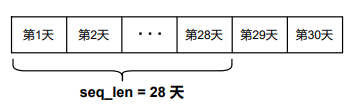 第1天 第2天 ··· 第28天 第29天 第30天
seq_len = 28 天